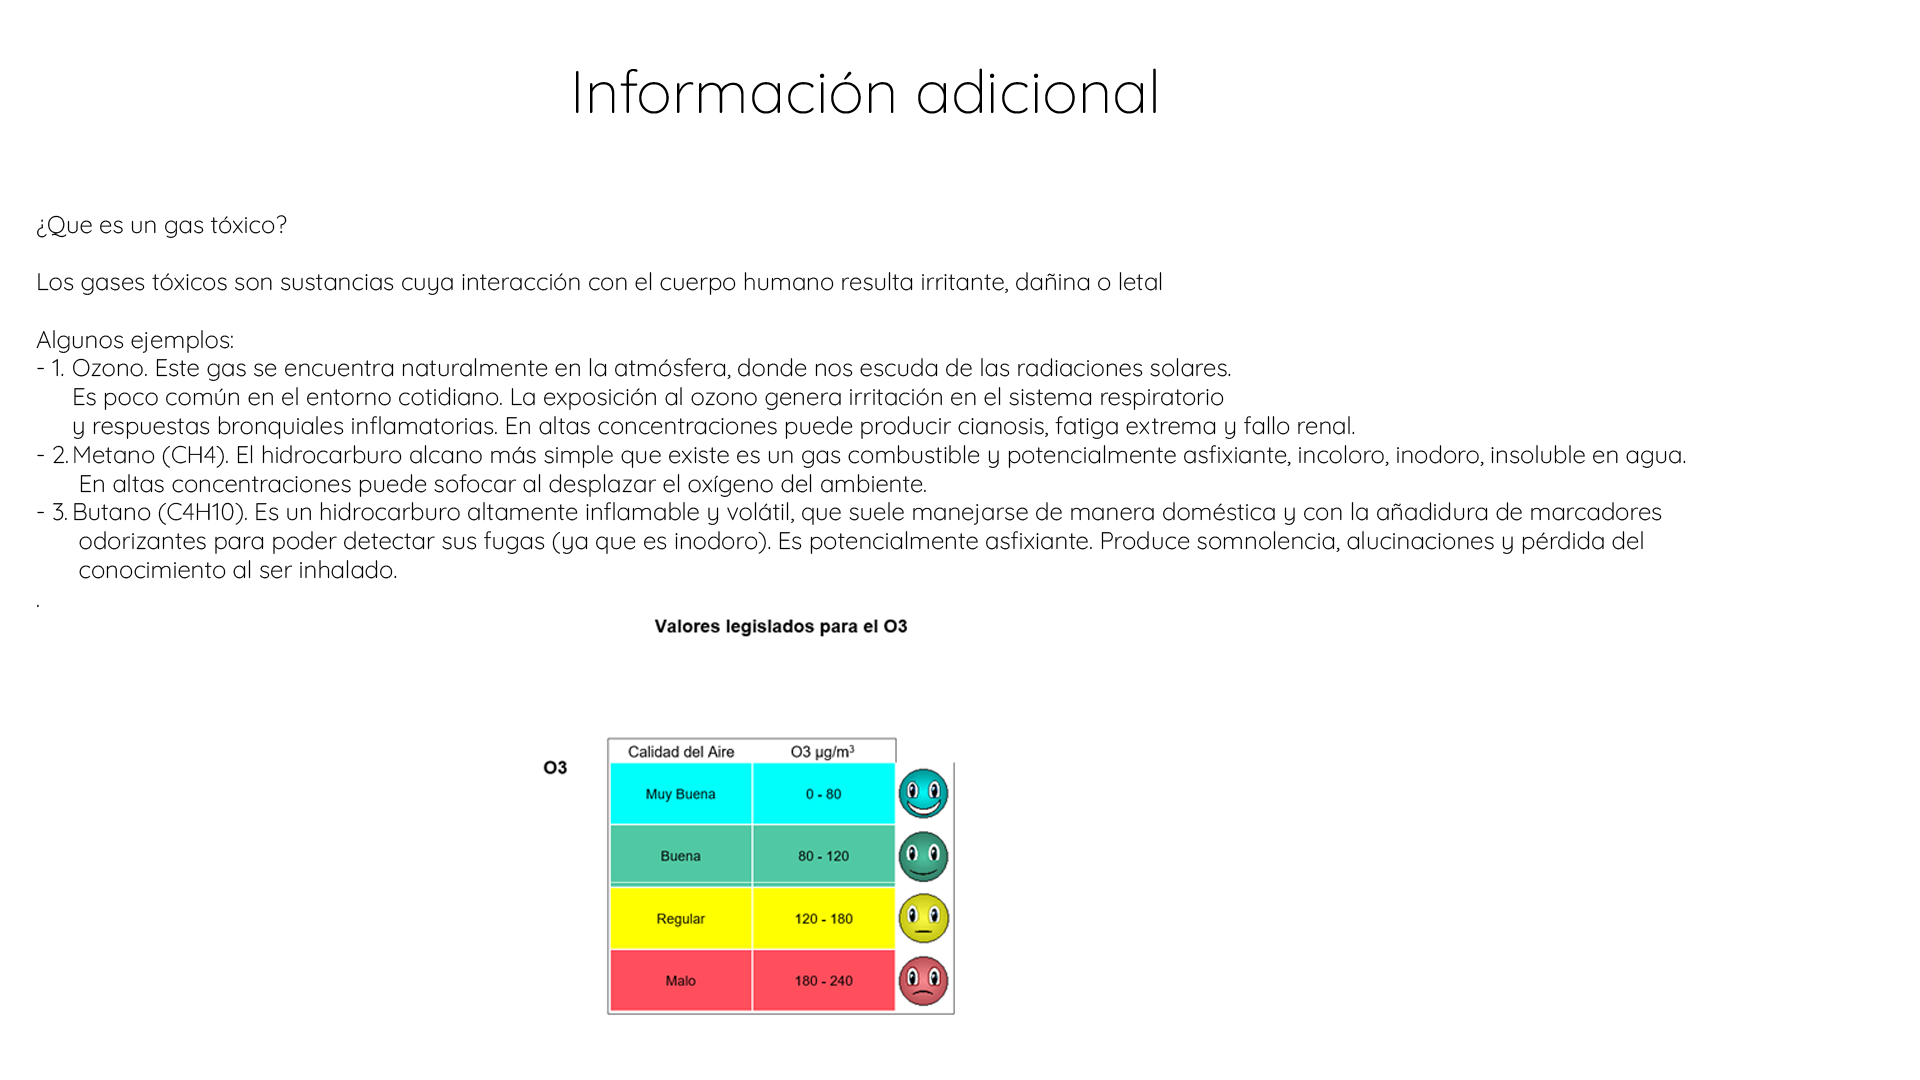 Información adicional
¿Que es un gas tóxico?
Los gases tóxicos son sustancias cuya interacción con el cuerpo humano resulta irritante, dañina o letal
Algunos ejemplos:
- 1. Ozono. Este gas se encuentra naturalmente en la atmósfera, donde nos escuda de las radiaciones solares.
Es poco común en el entorno cotidiano. La exposición al ozono genera irritación en el sistema respiratorio
y respuestas bronquiales inflamatorias. En altas concentraciones puede producir cianosis, fatiga extrema y fallo renal.
- 2. Metano (CH4). El hidrocarburo alcano más simple que existe es un gas combustible y potencialmente asfixiante, incoloro, inodoro, insoluble en agua.
En altas concentraciones puede sofocar al desplazar el oxígeno del ambiente.
- 3. Butano (C4H10). Es un hidrocarburo altamente inflamable y volátil, que suele manejarse de manera doméstica y con la añadidura de marcadores
odorizantes para poder detectar sus fugas (ya que es inodoro). Es potencialmente asfixiante. Produce somnolencia, alucinaciones y pérdida del
conocimiento al ser inhalado.
.
Valores legislados para el O3
O3
Calidad del Aire O3 µg/m³
Muy Buena 0 - 80
Buena 80 - 120
Regular 120 - 180
Malo 180 - 240